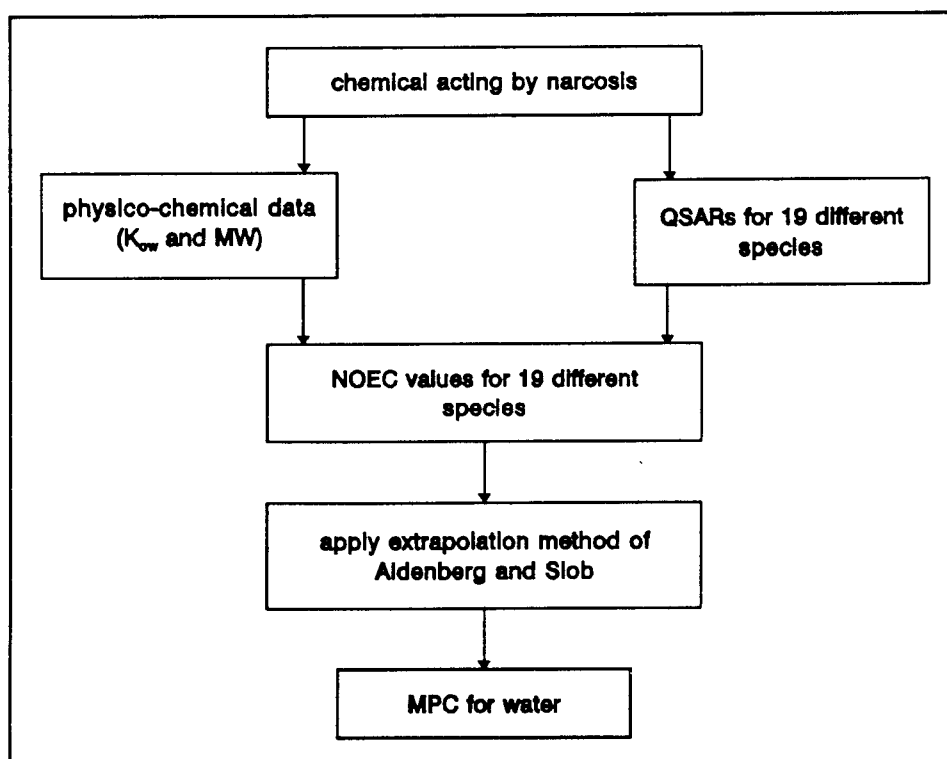 chemical acting by narcosis
physico-chemical data
(Kow and MW)
QSARs for 19 different
species
NOEC values for 19 different
species
apply extrapolation method of
Aldenberg and Slob
MPC for water